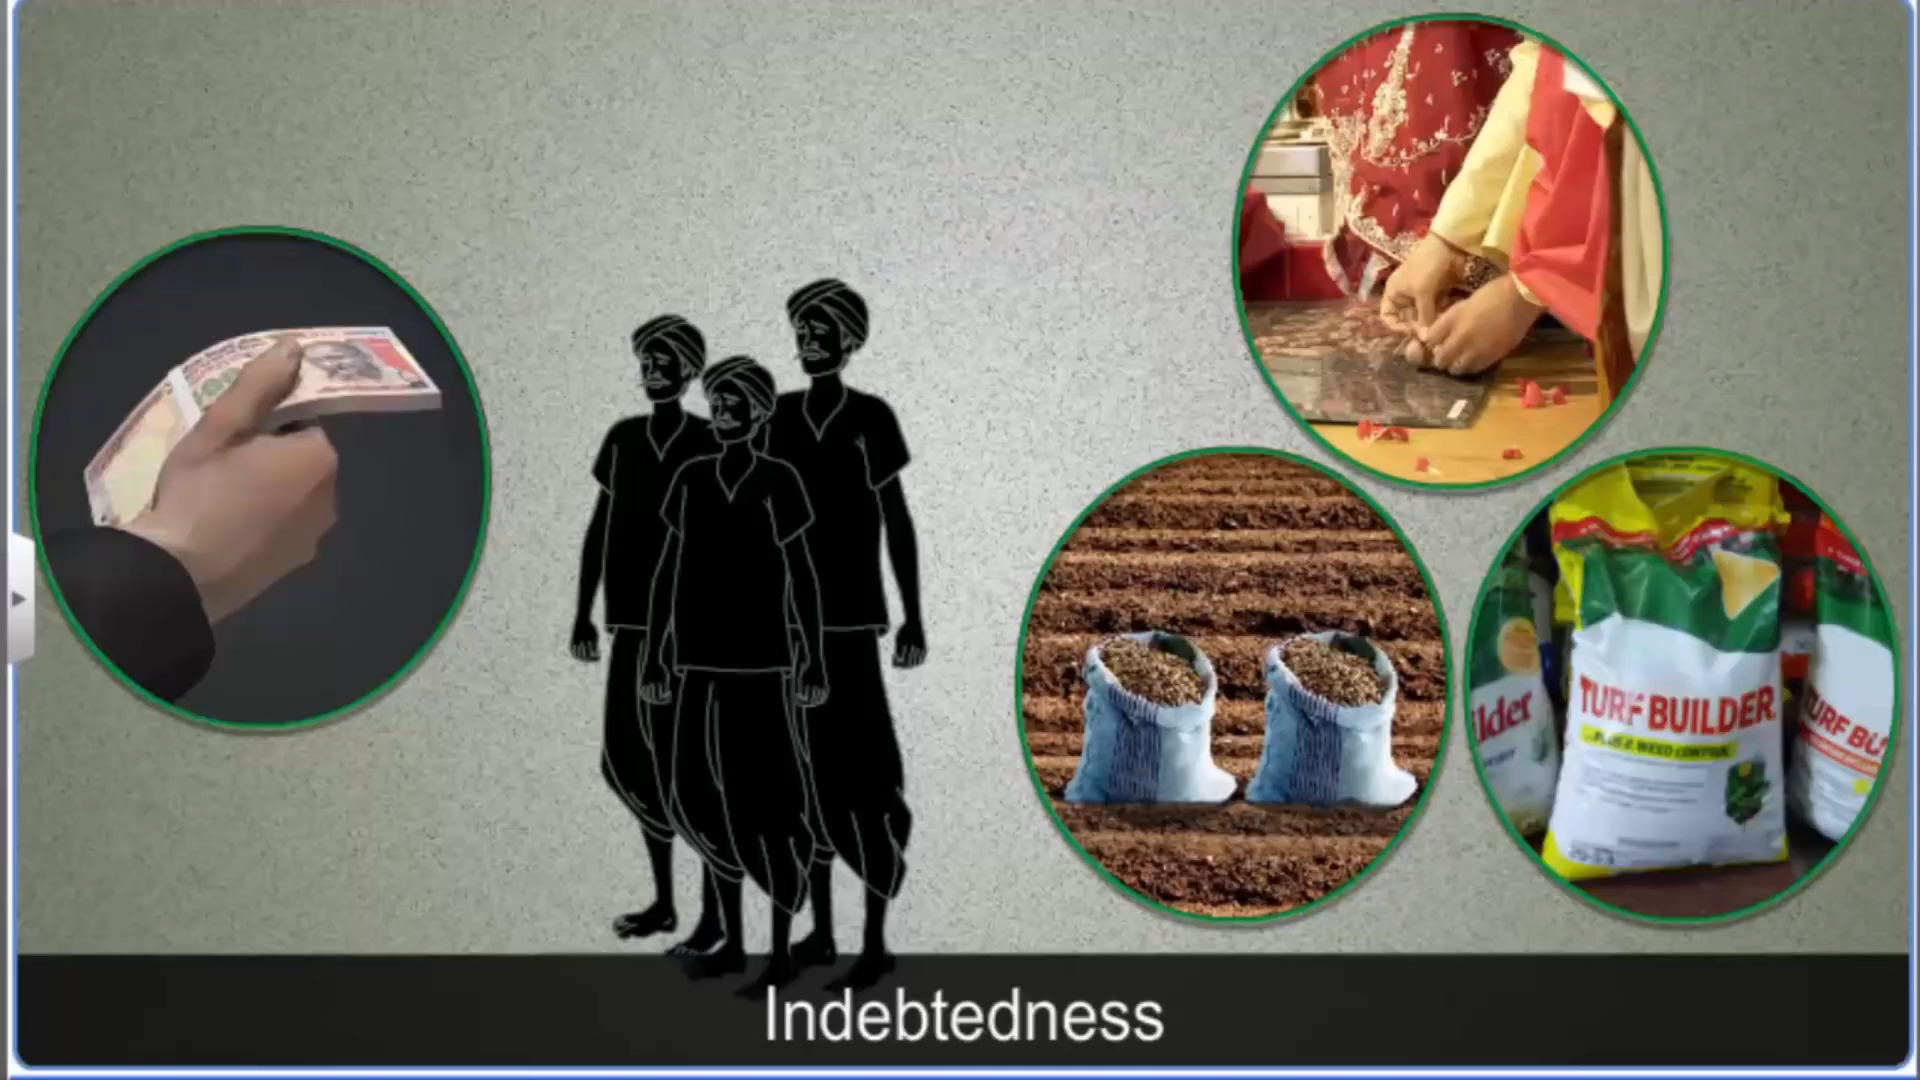 TURF BUILDER
PLUS 2 WEED CONTROL
lder
TURF BU
Indebtedness